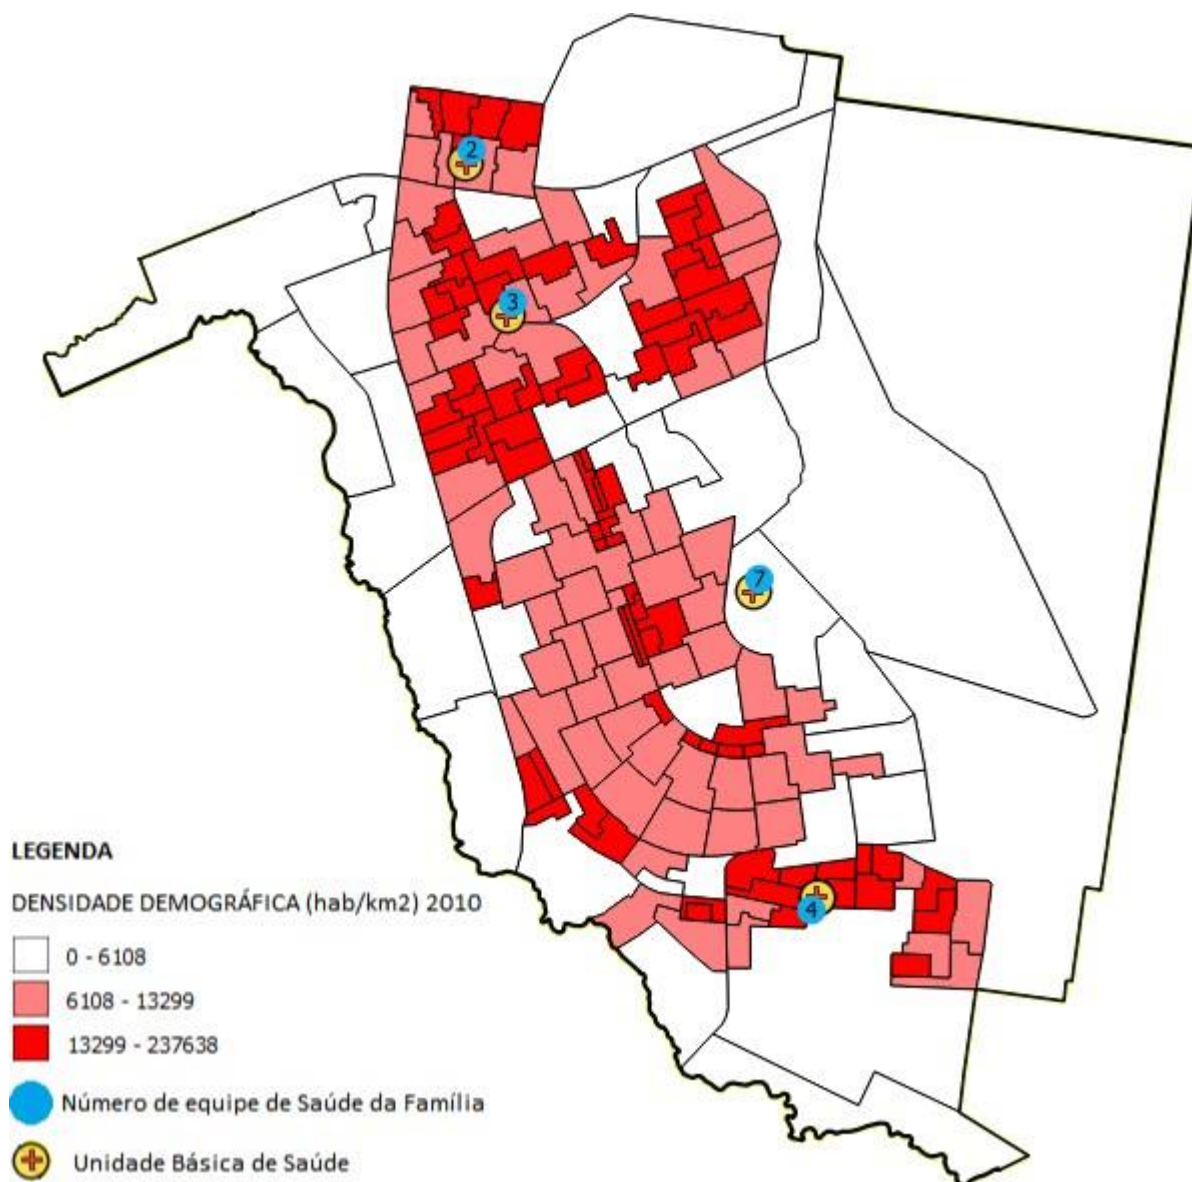 2
3
7
4
LEGENDA
DENSIDADE DEMOGRÁFICA (hab/km2) 2010
0 - 6108
6108 - 13299
13299 - 237638
Número de equipe de Saúde da Família
Unidade Básica de Saúde